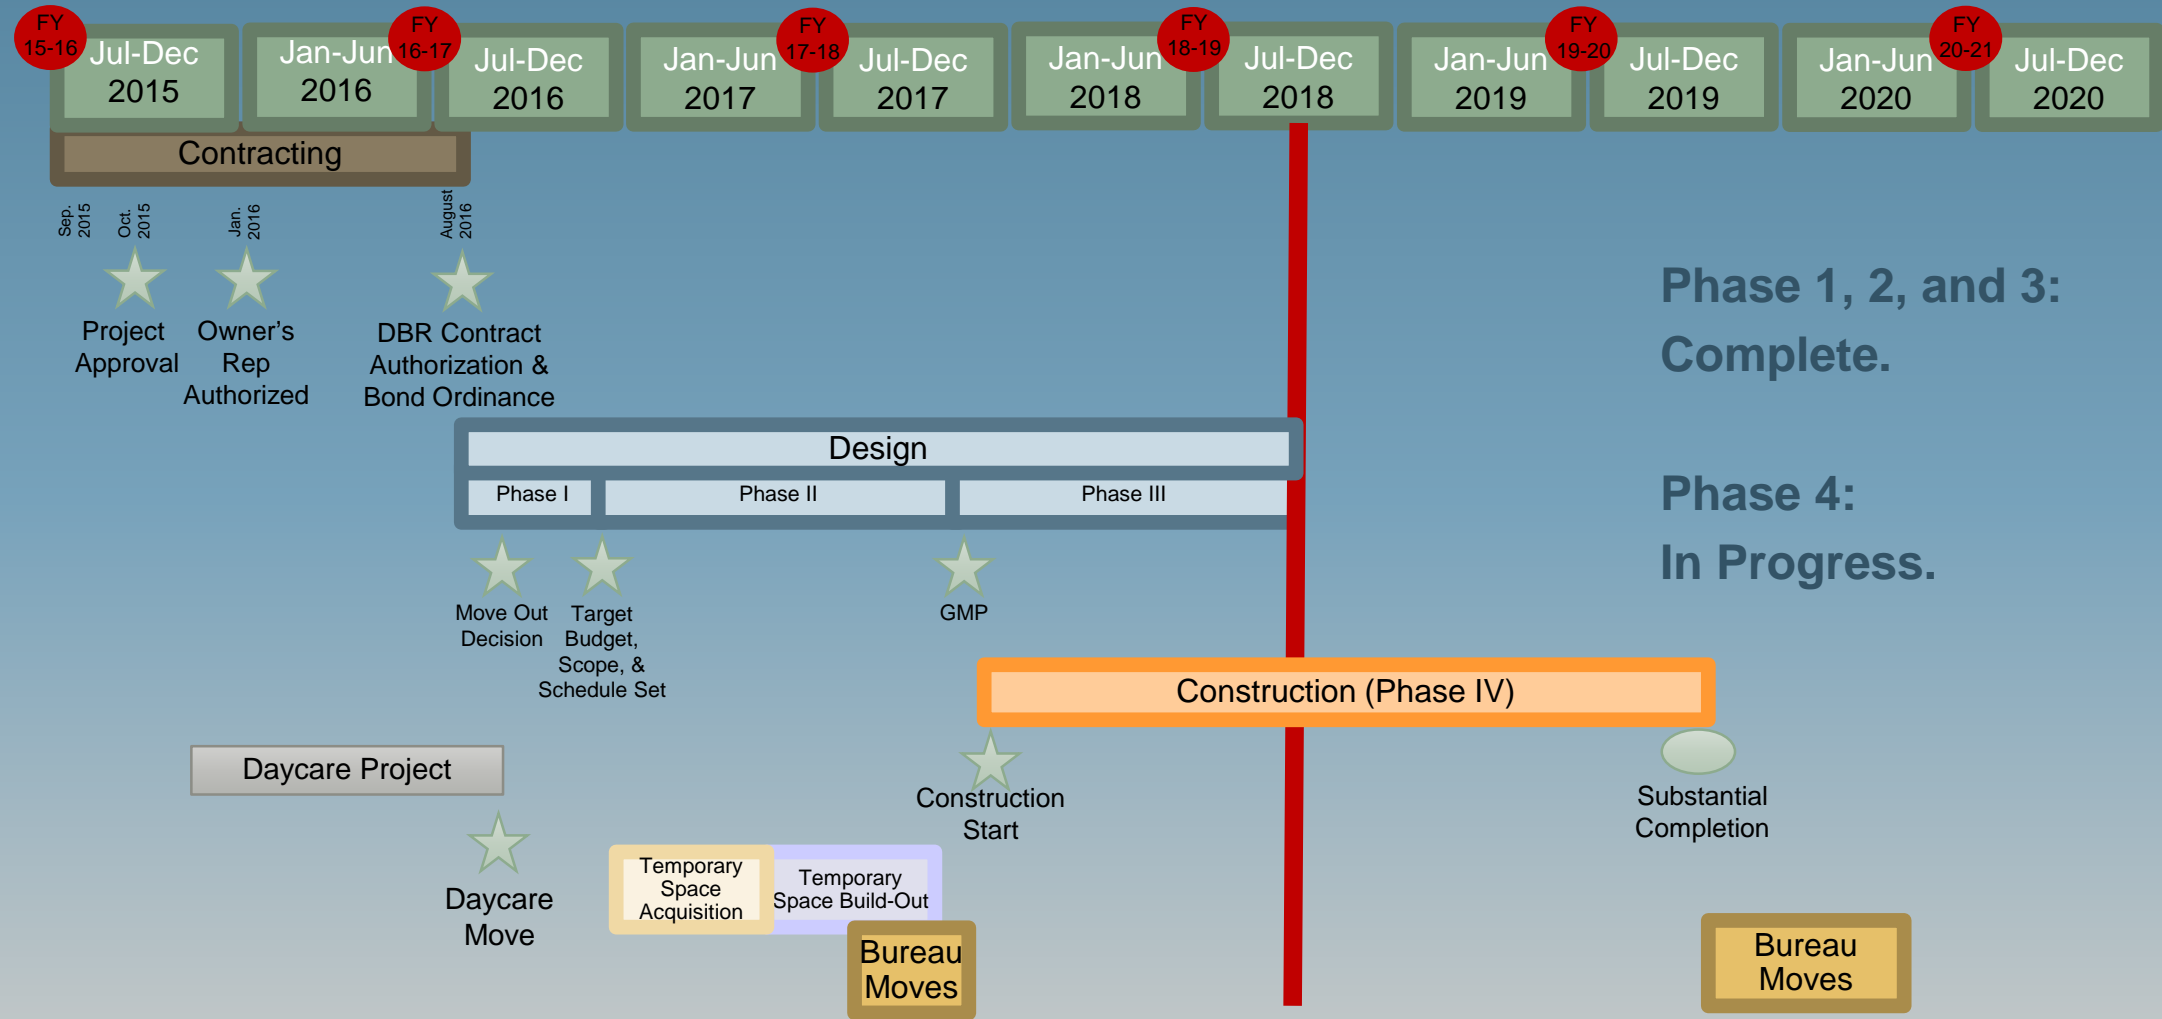 FY
15-16
Jul-Dec
2015
Jan-Jun
2016
FY
16-17
Jul-Dec
2016
Jan-Jun
2017
FY
17-18
Jul-Dec
2017
Jan-Jun
2018
FY
18-19
Jul-Dec
2018
Jan-Jun
2019
FY
19-20
Jul-Dec
2019
Jan-Jun
2020
FY
20-21
Jul-Dec
2020
Contracting
Sep.
2015
Oct.
2015
Jan.
2016
August
2016
Project
Approval
Owner’s
Rep
Authorized
DBR Contract
Authorization &
Bond Ordinance
Phase 1, 2, and 3:
Complete.
Phase 4:
In Progress.
Design
Phase I
Phase II
Phase III
Move Out
Decision
Target
Budget,
Scope, &
Schedule Set
GMP
Construction (Phase IV)
Daycare Project
Construction
Start
Substantial
Completion
Daycare
Move
Temporary
Space
Acquisition
Temporary
Space Build-Out
Bureau
Moves
Bureau
Moves